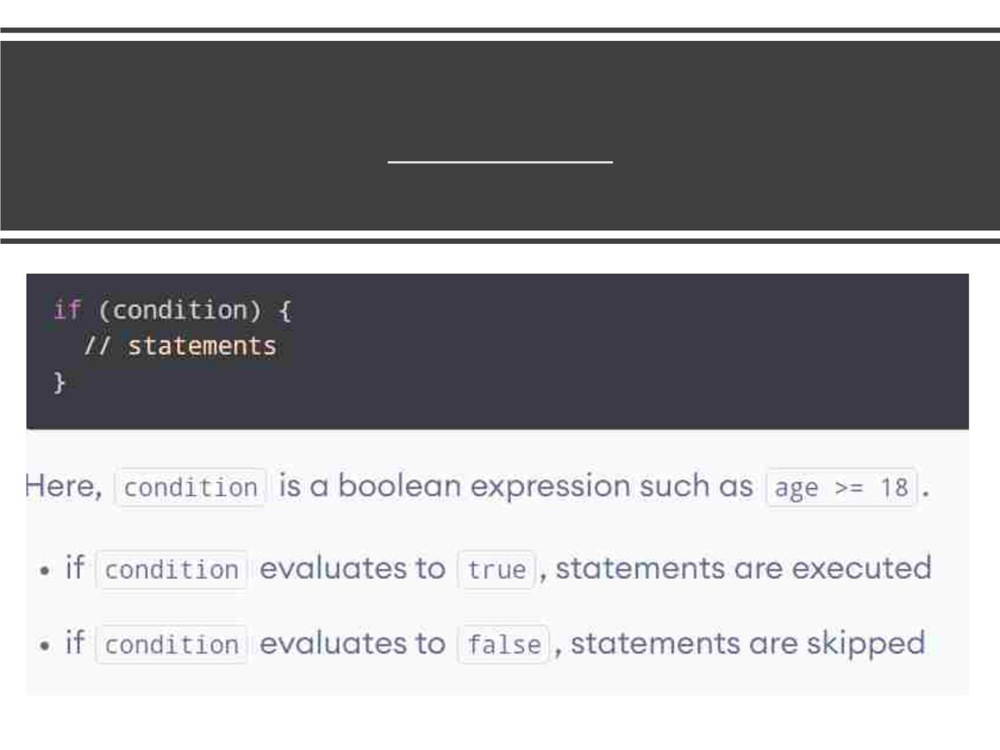 if (condition) {
// statements
}
Here, condition is a boolean expression such as age >= 18 .
• if condition evaluates to true , statements are executed
• if condition evaluates to false , statements are skipped